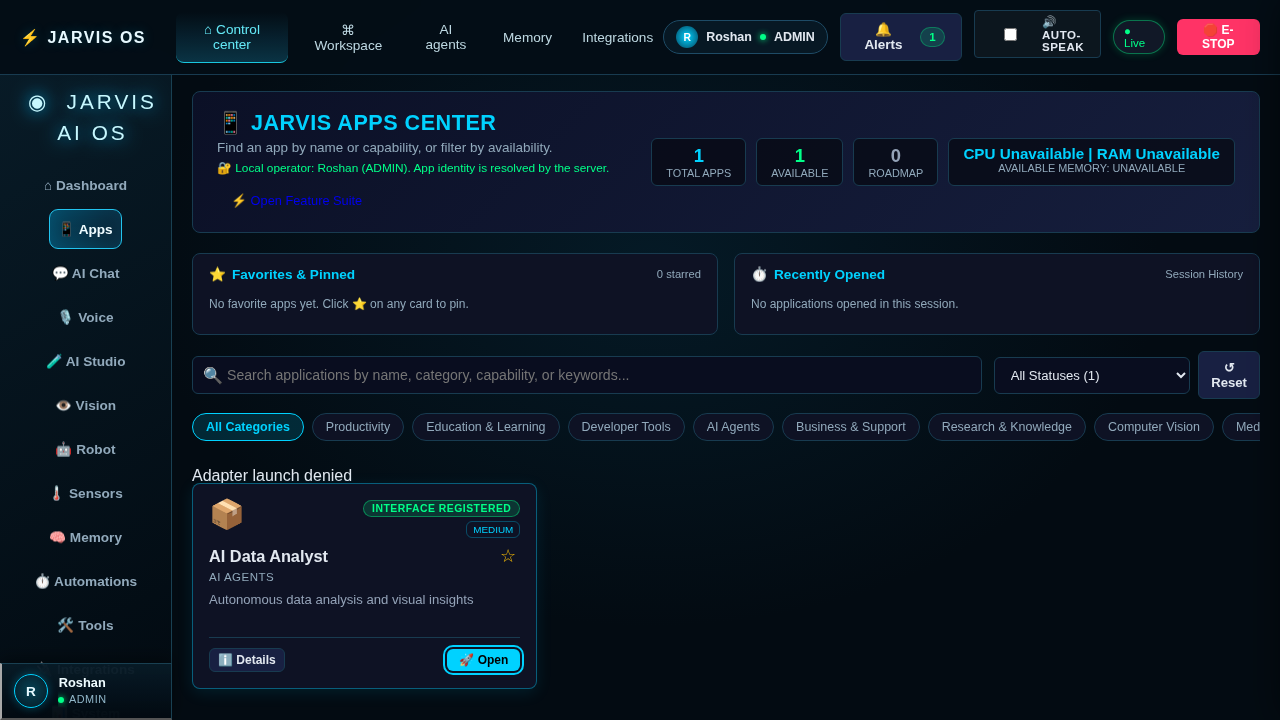 ⚡ JARVIS OS
⌂ Control center
⌘ Workspace
AI agents
Memory
Integrations
R Roshan ADMIN
🔔 Alerts 1
🔊 AUTO-SPEAK
● Live
🛑 E-STOP
◉ JARVIS AI OS
⌂ Dashboard
📱 Apps
💬 AI Chat
🎙️ Voice
🧪 AI Studio
👁️ Vision
🤖 Robot
🌡️ Sensors
🧠 Memory
⏱️ Automations
🛠️ Tools
Integrations
R Roshan
ADMIN
📱 JARVIS APPS CENTER
Find an app by name or capability, or filter by availability.
🔐 Local operator: Roshan (ADMIN). App identity is resolved by the server.
⚡ Open Feature Suite
1
TOTAL APPS
1
AVAILABLE
0
ROADMAP
CPU Unavailable | RAM Unavailable
AVAILABLE MEMORY: UNAVAILABLE
⭐ Favorites & Pinned
0 starred
No favorite apps yet. Click ⭐ on any card to pin.
⏱️ Recently Opened
Session History
No applications opened in this session.
🔍 Search applications by name, category, capability, or keywords...
All Statuses (1)
↺ Reset
All Categories
Productivity
Education & Learning
Developer Tools
AI Agents
Business & Support
Research & Knowledge
Computer Vision
Med
Adapter launch denied
📦
INTERFACE REGISTERED
MEDIUM
AI Data Analyst
☆
AI AGENTS
Autonomous data analysis and visual insights
ℹ️ Details
🚀 Open